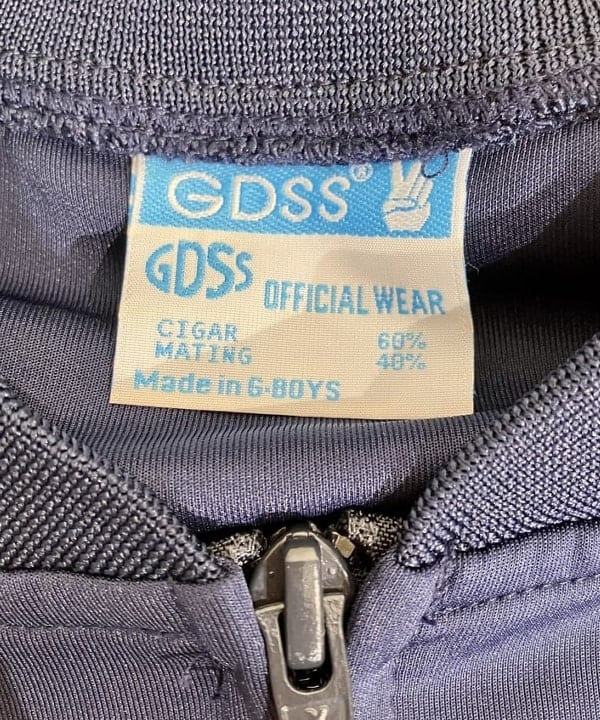 GDSS®
GDSs OFFICIAL WEAR
CIGAR 60%
MATING 40%
Made in G·BOYS